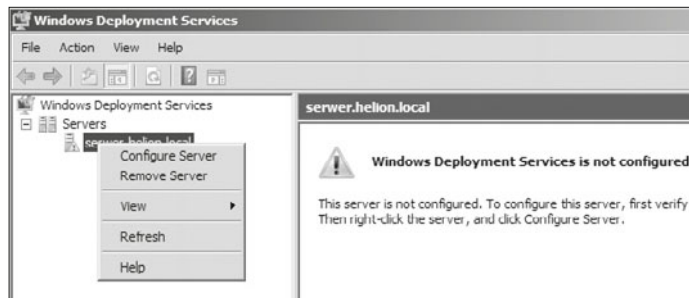 Windows Deployment Services
File Action View Help
Windows Deployment Services
Servers
serwer.helion.local
Configure Server
Remove Server
View
Refresh
Help
serwer.helion.local
Windows Deployment Services is not configured
This server is not configured. To configure this server, first verify
Then right-click the server, and click Configure Server.